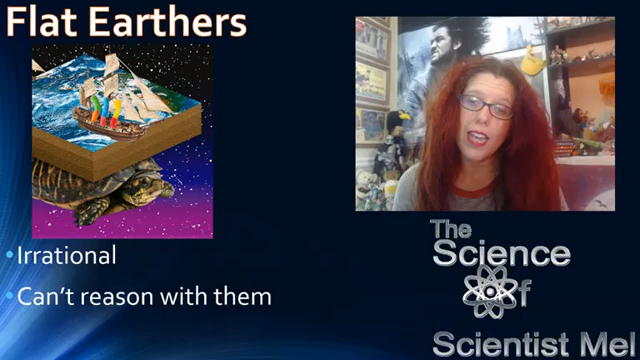 Flat Earthers
•Irrational
•Can't reason with them
The
Science
Of
Scientist Mel